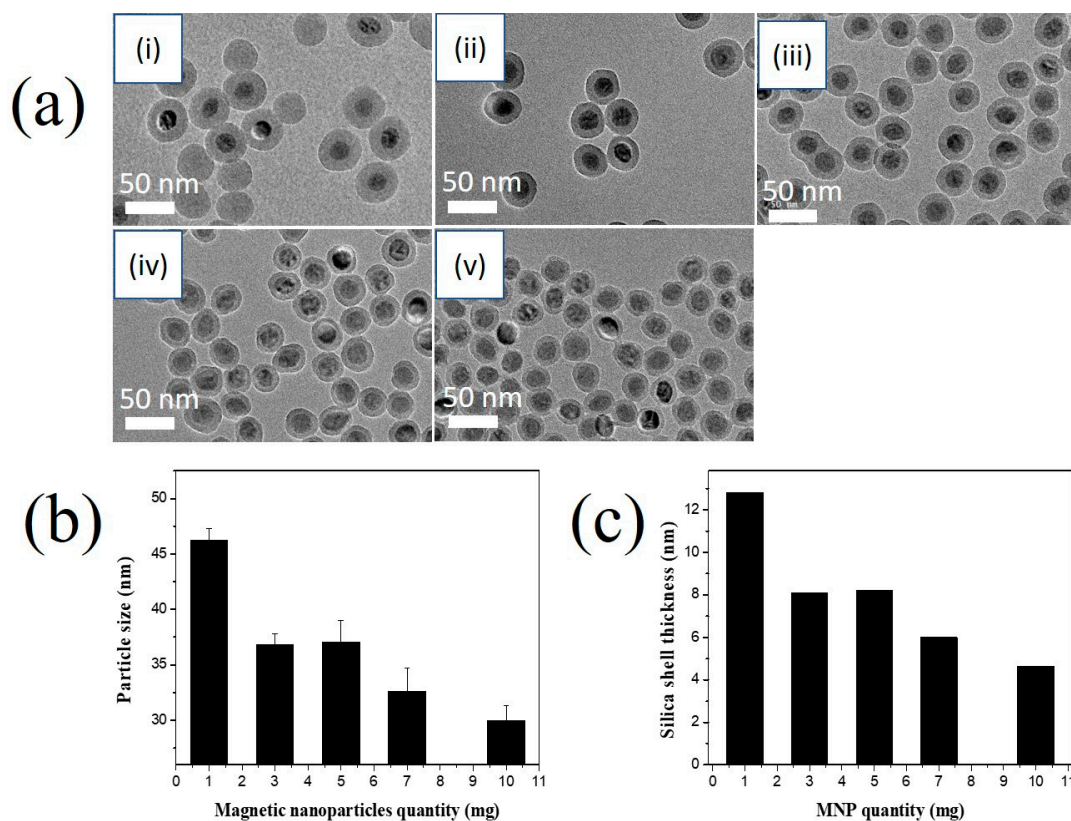 (a)
(i)
(ii)
(iii)
50 nm
50 nm
50 nm
50 nm
(iv)
(v)
50 nm
50 nm
(b)
Particle size (nm)
50
45
40
35
30
0 1 2 3 4 5 6 7 8 9 10 11
Magnetic nanoparticles quantity (mg)
(c)
Silica shell thickness (nm)
12
10
8
6
4
2
0
0 1 2 3 4 5 6 7 8 9 10 11
MNP quantity (mg)